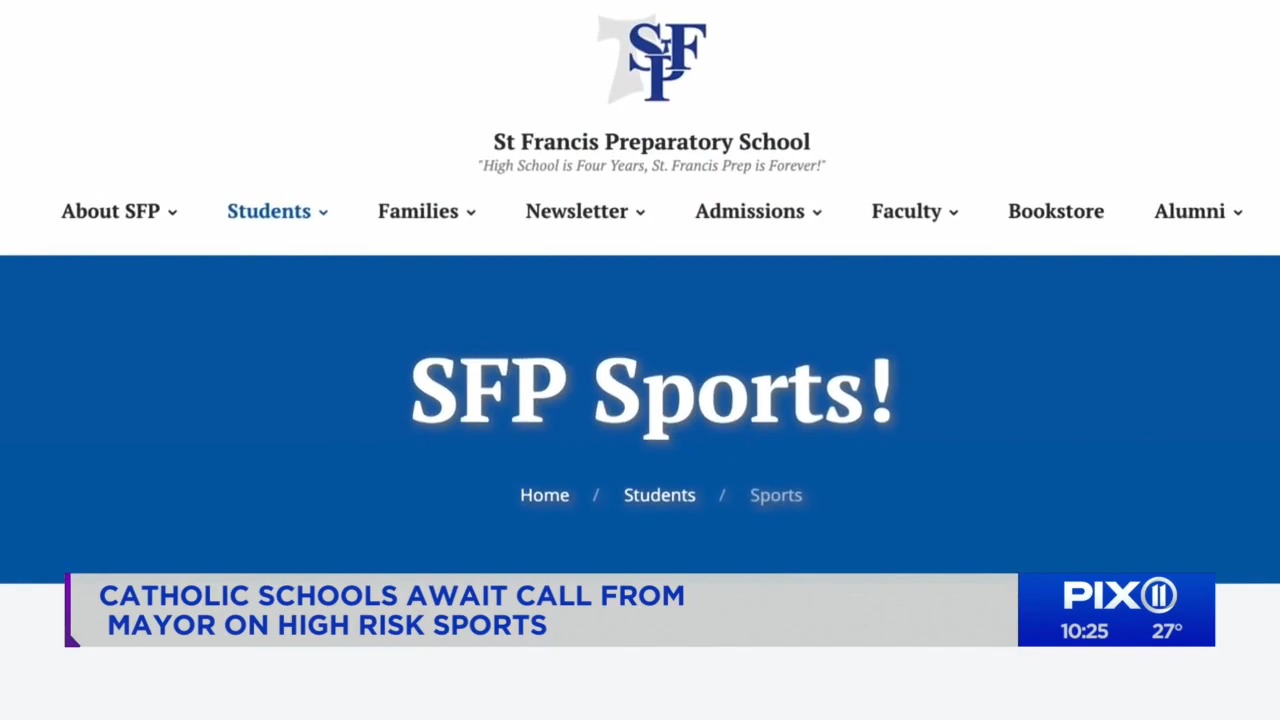 SFP
St Francis Preparatory School
"High School is Four Years, St. Francis Prep is Forever!"
About SFP Students Families Newsletter Admissions Faculty Bookstore Alumni
SFP Sports!
Home / Students / Sports
CATHOLIC SCHOOLS AWAIT CALL FROM
MAYOR ON HIGH RISK SPORTS
PIX11
10:25 27°